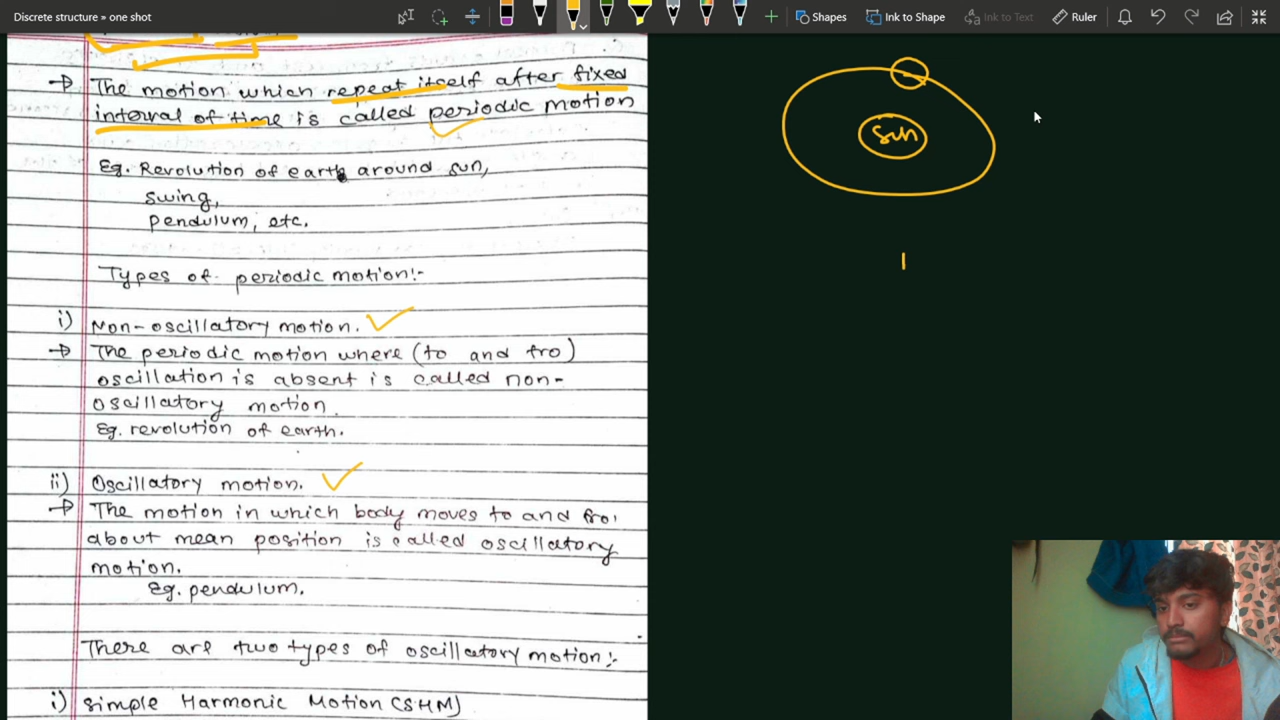 Discrete structure » one shot
Shapes
Ink to Shape
Ink to Text
Ruler
→ The motion which repeat itself after fixed
interval of time is called periodic motion
Eg. Revolution of earth around sun,
swing,
pendulum, etc.
Types of periodic motion:-
i) Non-oscillatory motion.
→ The periodic motion where (to and fro)
oscillation is absent is called non-
oscillatory motion.
Eg. revolution of earth.
ii) Oscillatory motion.
→ The motion in which body moves to and fro
about mean position is called oscillatory
motion.
Eg. pendulum.
There are two types of oscillatory motion:-
i) Simple Harmonic Motion (S.H.M)
Sun